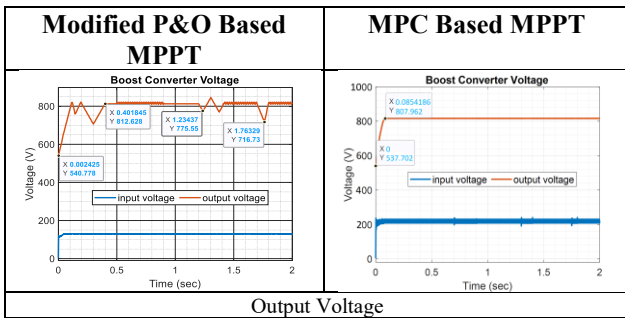 Modified P&O Based
MPPT
MPC Based MPPT
Boost Converter Voltage
800
600
400
200
0
Voltage (V)
X 0.401845
Y 812.628
X 1.23437
Y 775.55
X 1.76329
Y 716.73
X 0.002425
Y 540.778
input voltage
output voltage
0
0.5
1
1.5
2
Time (sec)
Boost Converter Voltage
1000
800
600
400
200
0
Voltage (V)
X 0.0854186
Y 807.962
X 0
Y 537.702
input voltage
output voltage
0
0.5
1
1.5
2
Time (sec)
Output Voltage